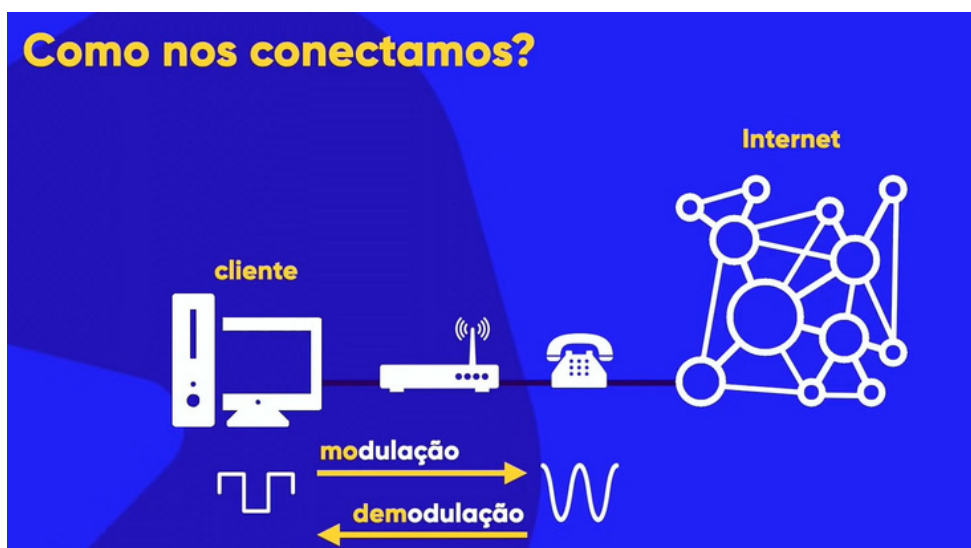 Como nos conectamos?
Internet
cliente
modulação
demodulação